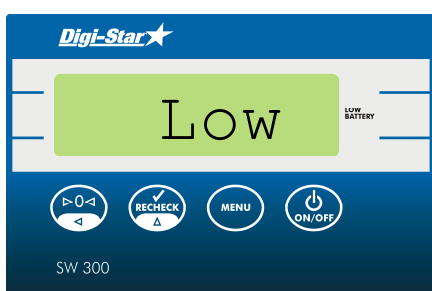 Digi-Star
Low
LOW
BATTERY
▷0◁
◁
RECHECK
△
MENU
ON/OFF
SW 300